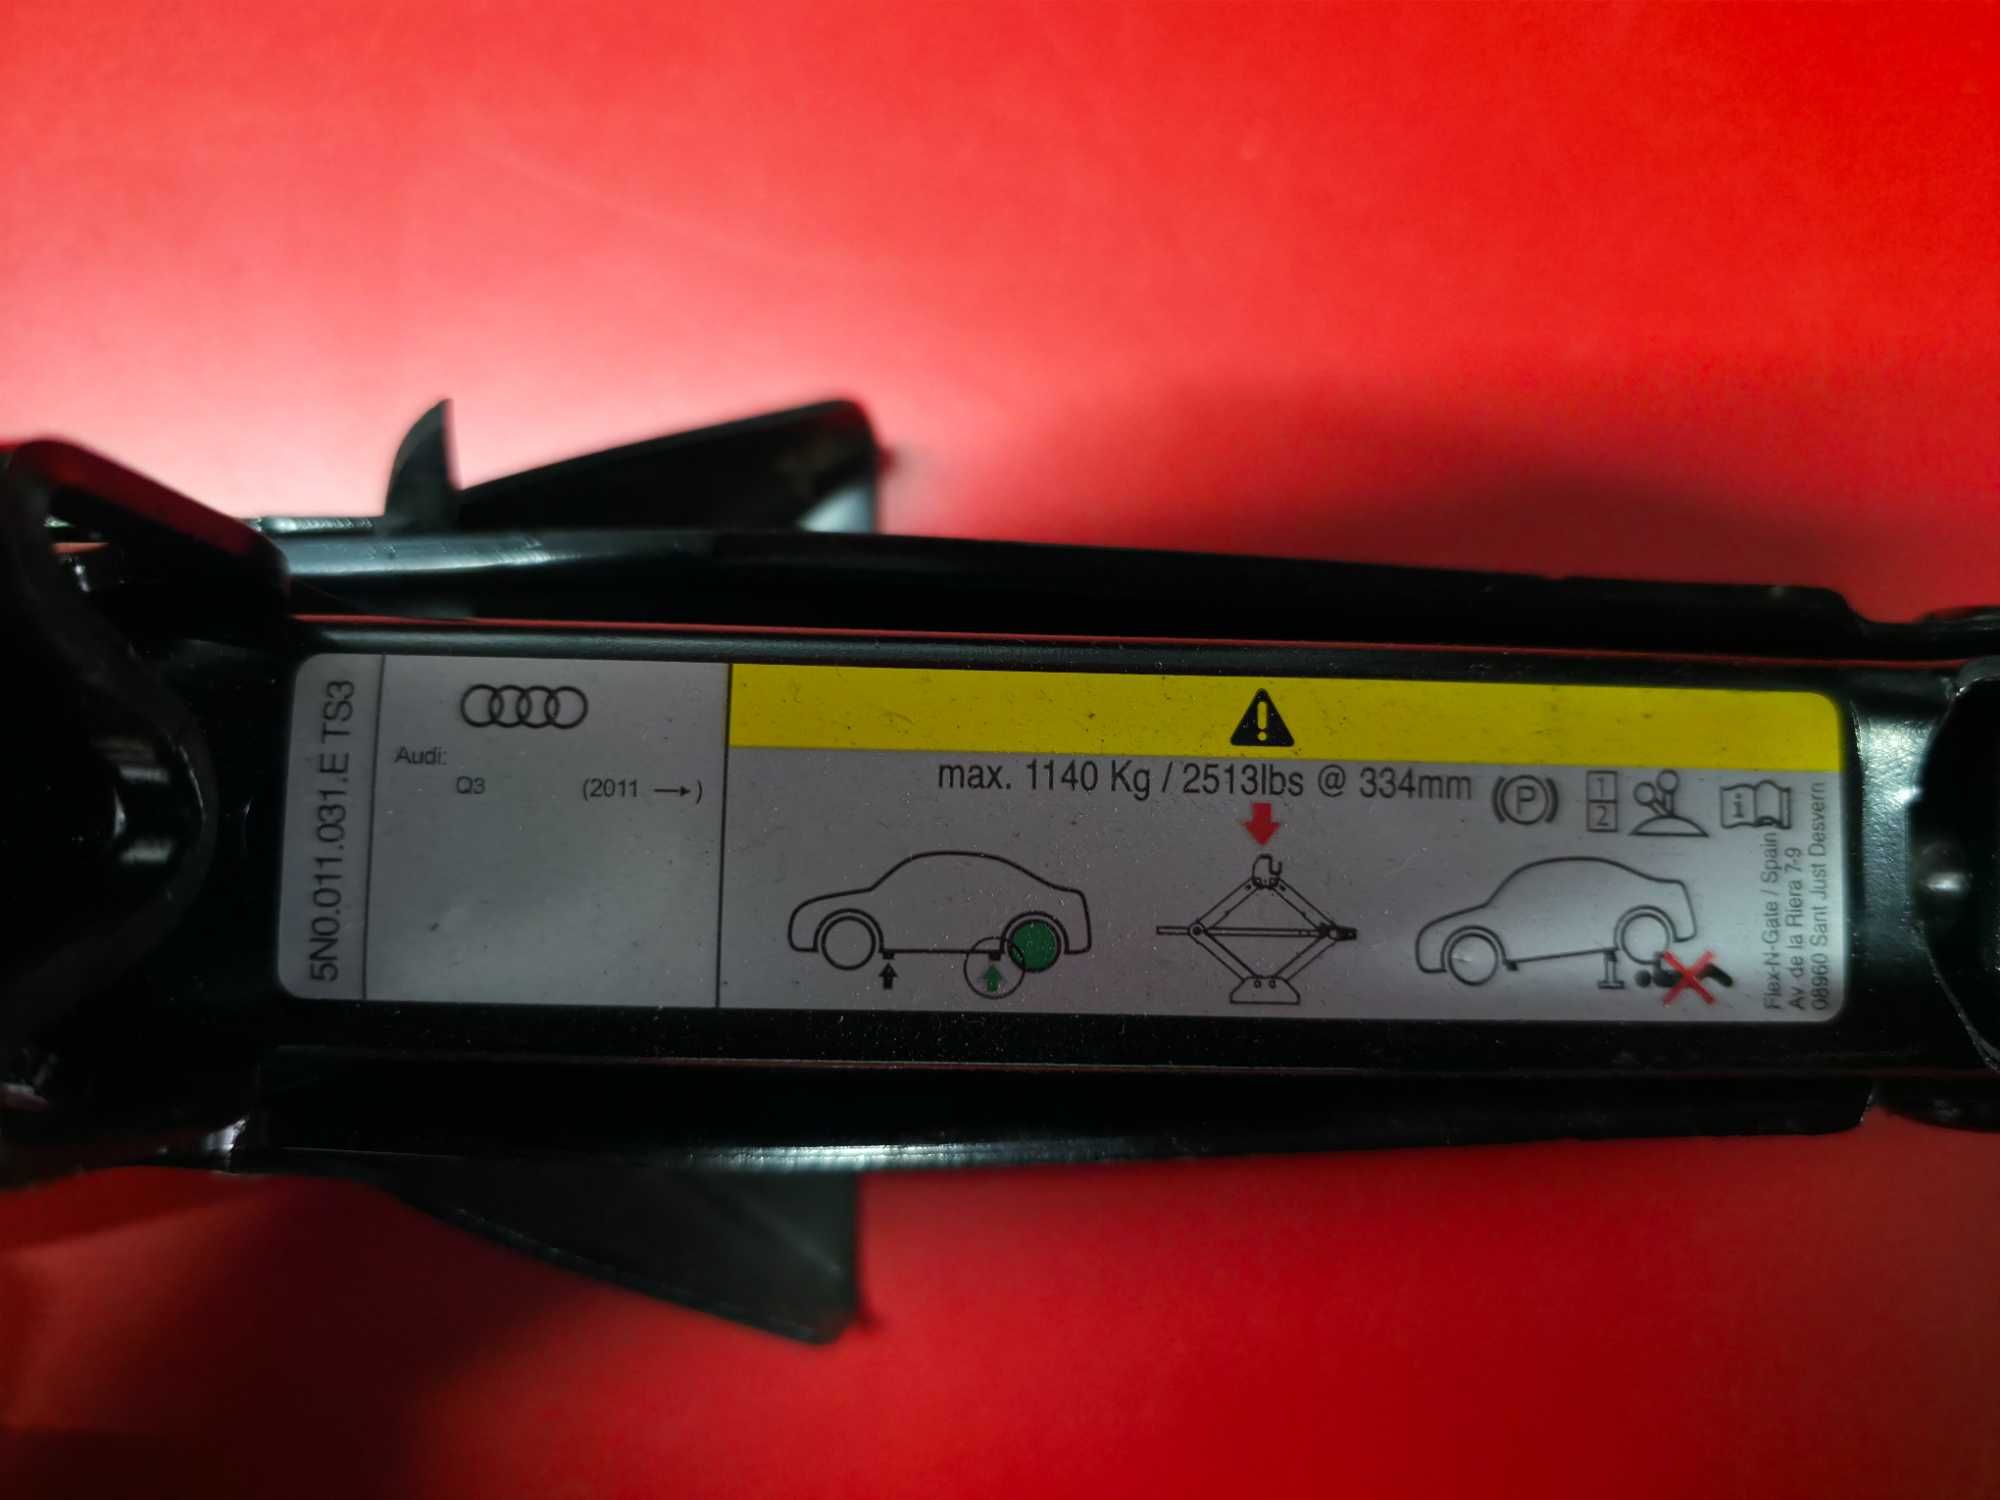 5N0.011.031.E TS3
Audi:
Q3 (2011 → )
max. 1140 Kg / 2513lbs @ 334mm
P
1
2
Flex-N-Gate / Spain
Av de la Riera 7-9
08960 Sant Just Desvern